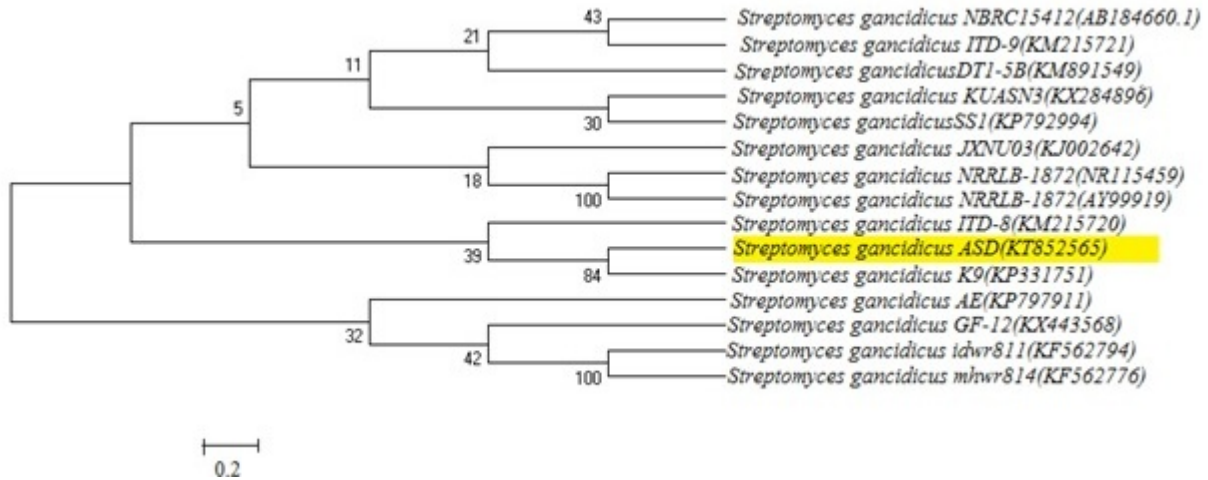 43
Streptomyces gancidicus NBRC15412(AB184660.1)
21
Streptomyces gancidicus ITD-9(KM215721)
11
Streptomyces gancidicusDT1-5B(KM891549)
5
Streptomyces gancidicus KUASN3(KX284896)
30
Streptomyces gancidicusSS1(KP792994)
Streptomyces gancidicus JXNU03(KJ002642)
18
Streptomyces gancidicus NRRLB-1872(NR115459)
100
Streptomyces gancidicus NRRLB-1872(AY99919)
Streptomyces gancidicus ITD-8(KM215720)
39
Streptomyces gancidicus ASD(KT852565)
84
Streptomyces gancidicus K9(KP331751)
Streptomyces gancidicus AE(KP797911)
32
Streptomyces gancidicus GF-12(KX443568)
42
Streptomyces gancidicus idwr811(KF562794)
100
Streptomyces gancidicus mhwr814(KF562776)
0.2